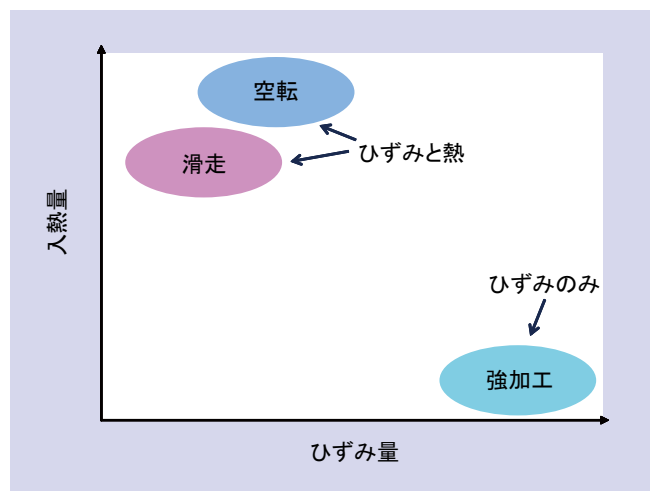 空転
ひずみと熱
滑走
入熱量
ひずみのみ
強加工
ひずみ量